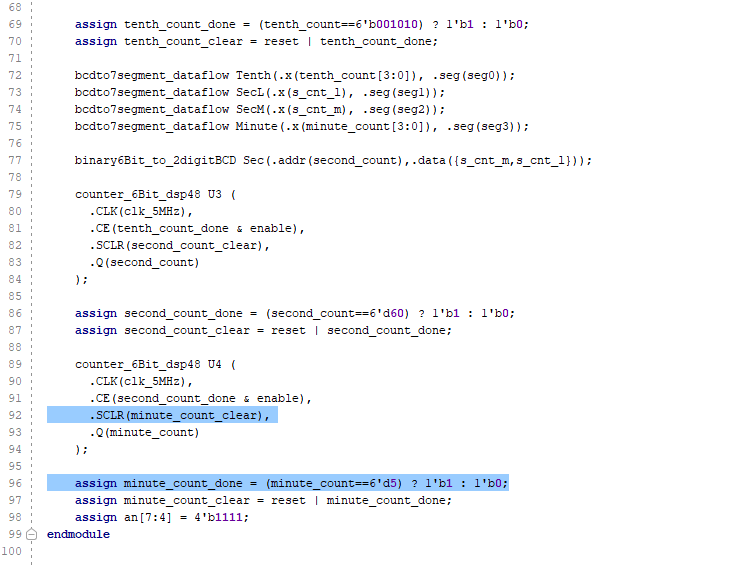 68
69 assign tenth_count_done = (tenth_count==6'b001010) ? 1'b1 : 1'b0;
70 assign tenth_count_clear = reset | tenth_count_done;
71
72 bcdto7segment_dataflow Tenth(.x(tenth_count[3:0]), .seg(seg0));
73 bcdto7segment_dataflow SecL(.x(s_cnt_l), .seg(seg1));
74 bcdto7segment_dataflow SecM(.x(s_cnt_m), .seg(seg2));
75 bcdto7segment_dataflow Minute(.x(minute_count[3:0]), .seg(seg3));
76
77 binary6Bit_to_2digitBCD Sec(.addr(second_count),.data({s_cnt_m,s_cnt_l}));
78
79 counter_6Bit_dsp48 U3 (
80 .CLK(clk_5MHz),
81 .CE(tenth_count_done & enable),
82 .SCLR(second_count_clear),
83 .Q(second_count)
84 );
85
86 assign second_count_done = (second_count==6'd60) ? 1'b1 : 1'b0;
87 assign second_count_clear = reset | second_count_done;
88
89 counter_6Bit_dsp48 U4 (
90 .CLK(clk_5MHz),
91 .CE(second_count_done & enable),
92 .SCLR(minute_count_clear),
93 .Q(minute_count)
94 );
95
96 assign minute_count_done = (minute_count==6'd5) ? 1'b1 : 1'b0;
97 assign minute_count_clear = reset | minute_count_done;
98 assign an[7:4] = 4'b1111;
99 endmodule
100